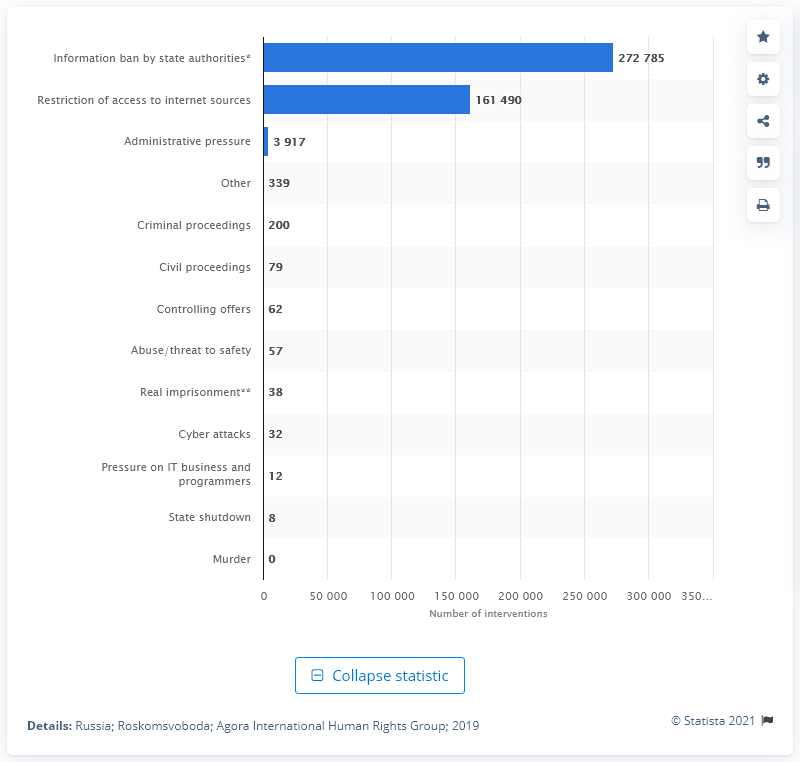 Information ban by state authorities* 272 785
Restriction of access to internet sources 161 490
Administrative pressure 3 917
Other 339
Criminal proceedings 200
Civil proceedings 79
Controlling offers 62
Abuse/threat to safety 57
Real imprisonment** 38
Cyber attacks 32
Pressure on IT business and
programmers 12
State shutdown 8
Murder 0
0 50 000 100 000 150 000 200 000 250 000 300 000 350...
Number of interventions
Collapse statistic
Details: Russia; Roskomsvoboda; Agora International Human Rights Group; 2019
© Statista 2021